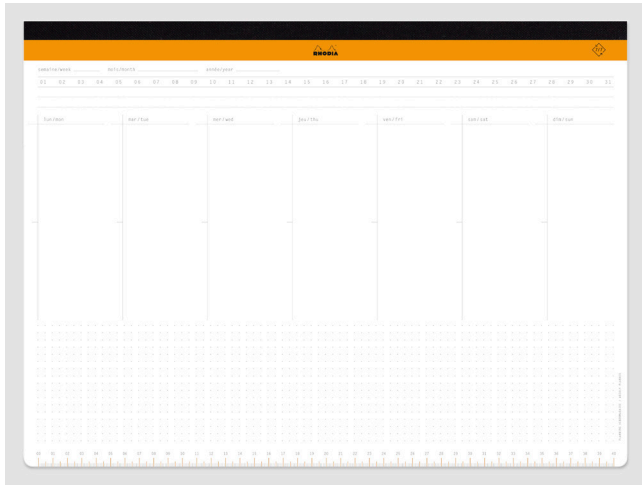 RHODIA
semaine/week mois/month année/year
01 02 03 04 05 06 07 08 09 10 11 12 13 14 15 16 17 18 19 20 21 22 23 24 25 26 27 28 29 30 31
lun/mon mar/tue mer/wed jeu/thu ven/fri sam/sat dim/sun